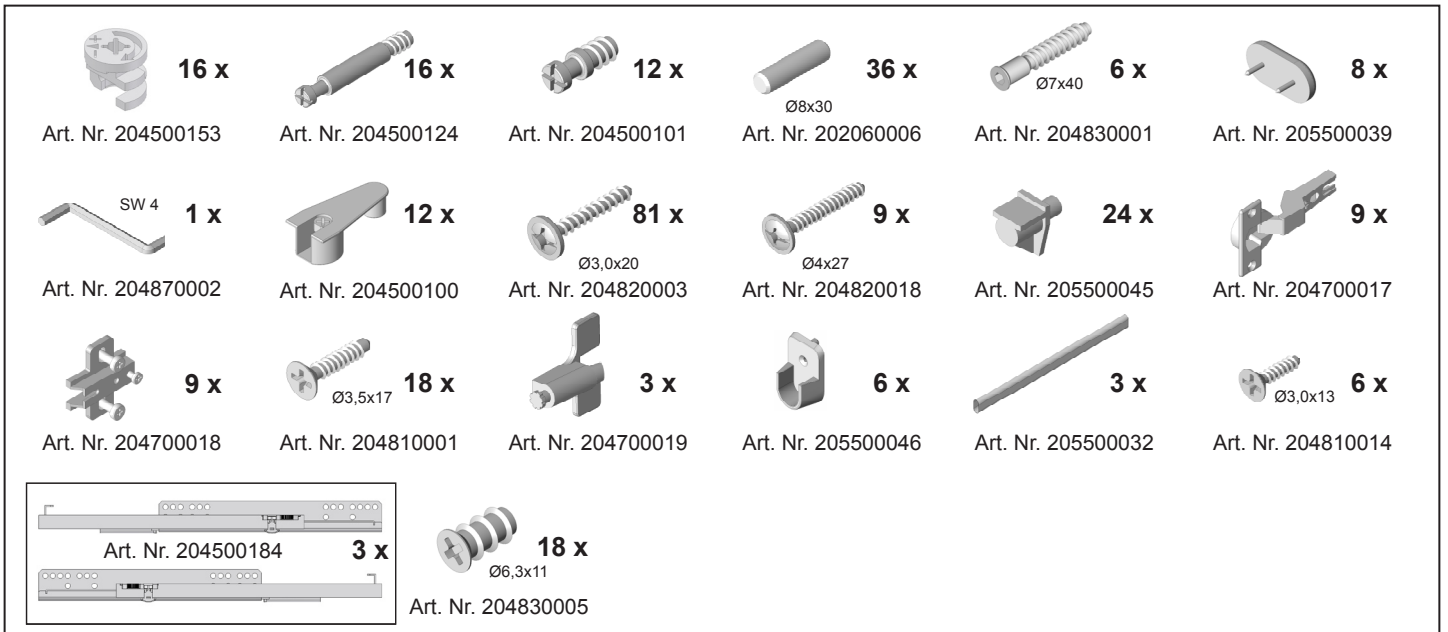 16 x
Art. Nr. 204500153
16 x
Art. Nr. 204500124
12 x
Art. Nr. 204500101
36 x
Ø8x30
Art. Nr. 202060006
6 x
Ø7x40
Art. Nr. 204830001
8 x
Art. Nr. 205500039
SW 4
1 x
Art. Nr. 204870002
12 x
Art. Nr. 204500100
81 x
Ø3,0x20
Art. Nr. 204820003
9 x
Ø4x27
Art. Nr. 204820018
24 x
Art. Nr. 205500045
9 x
Art. Nr. 204700017
9 x
Art. Nr. 204700018
18 x
Ø3,5x17
Art. Nr. 204810001
3 x
Art. Nr. 204700019
6 x
Art. Nr. 205500046
3 x
Art. Nr. 205500032
6 x
Ø3,0x13
Art. Nr. 204810014
Art. Nr. 204500184
3 x
18 x
Ø6,3x11
Art. Nr. 204830005